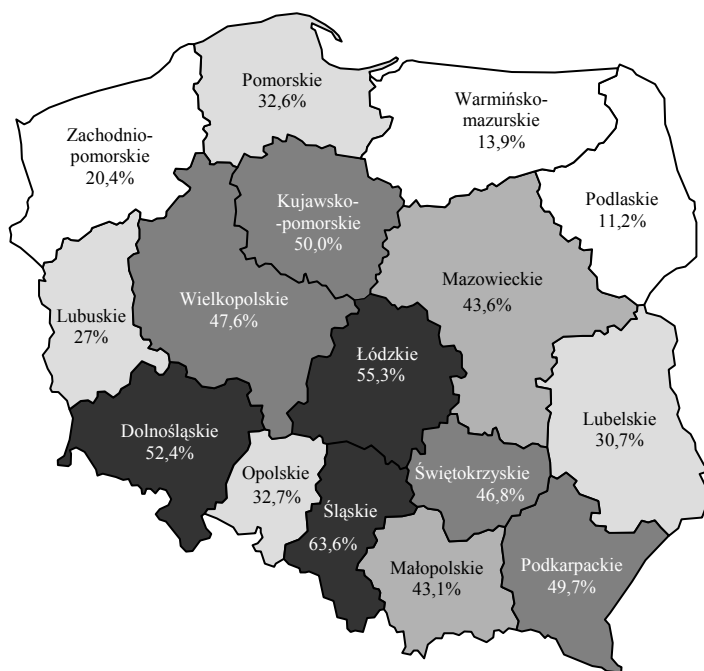 Pomorskie
32,6%
Warmińsko-
mazurskie
13,9%
Zachodnio-
pomorskie
20,4%
Podlaskie
11,2%
Kujawsko-
-pomorskie
50,0%
Mazowieckie
43,6%
Wielkopolskie
47,6%
Lubuskie
27%
Łódzkie
55,3%
Lubelskie
30,7%
Dolnośląskie
52,4%
Opolskie
32,7%
Świętokrzyskie
46,8%
Śląskie
63,6%
Małopolskie
43,1%
Podkarpackie
49,7%